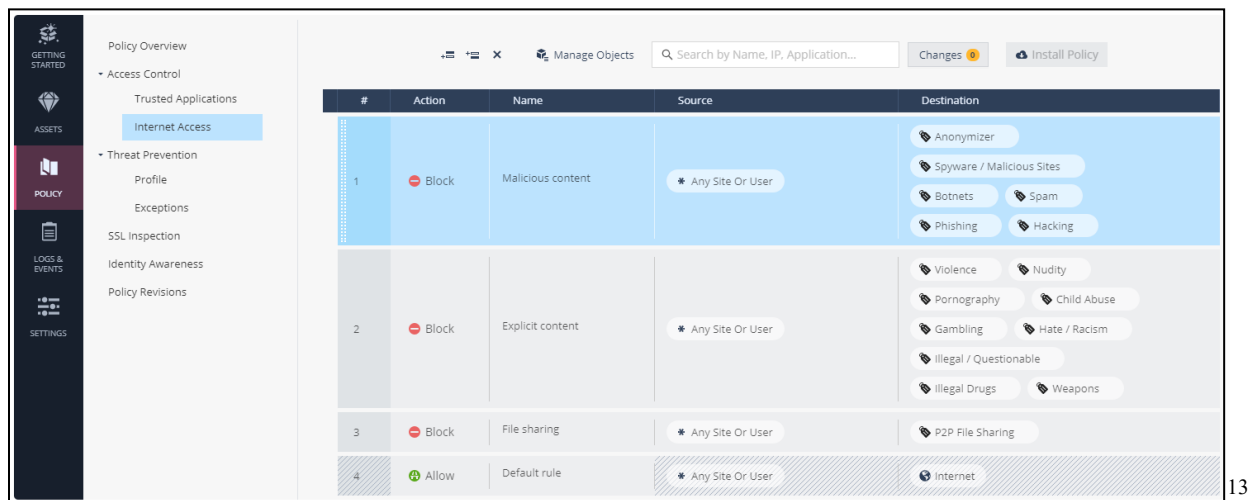 GETTING
STARTED
ASSETS
POLICY
LOGS &
EVENTS
SETTINGS
Policy Overview
Access Control
Trusted Applications
Internet Access
Threat Prevention
Profile
Exceptions
SSL Inspection
Identity Awareness
Policy Revisions
Manage Objects Search by Name, IP, Application... Changes 0 Install Policy
# Action Name Source Destination
1 Block Malicious content Any Site Or User
Anonymizer
Spyware / Malicious Sites
Botnets Spam
Phishing Hacking
2 Block Explicit content Any Site Or User
Violence Nudity
Pornography Child Abuse
Gambling Hate / Racism
Illegal / Questionable
Illegal Drugs Weapons
3 Block File sharing Any Site Or User P2P File Sharing
4 Allow Default rule Any Site Or User Internet
13